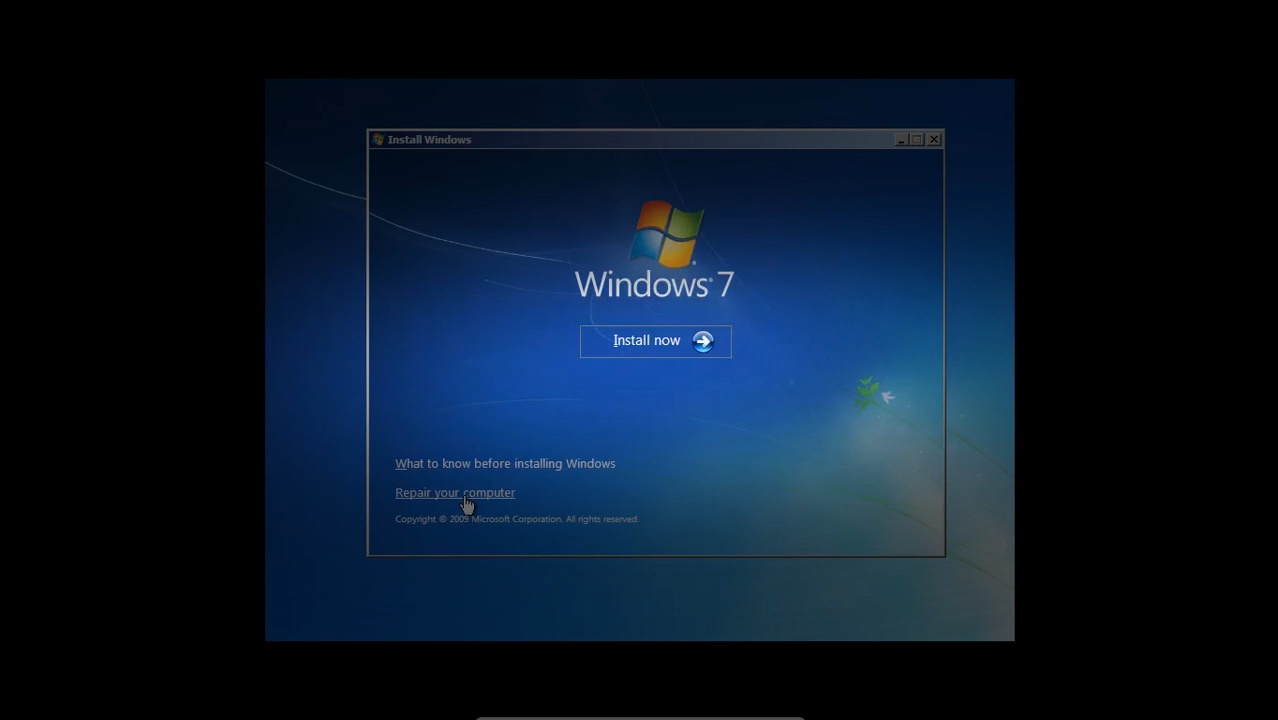 Install Windows
Windows® 7
Install now
What to know before installing Windows
Repair your computer
Copyright © 2009 Microsoft Corporation. All rights reserved.